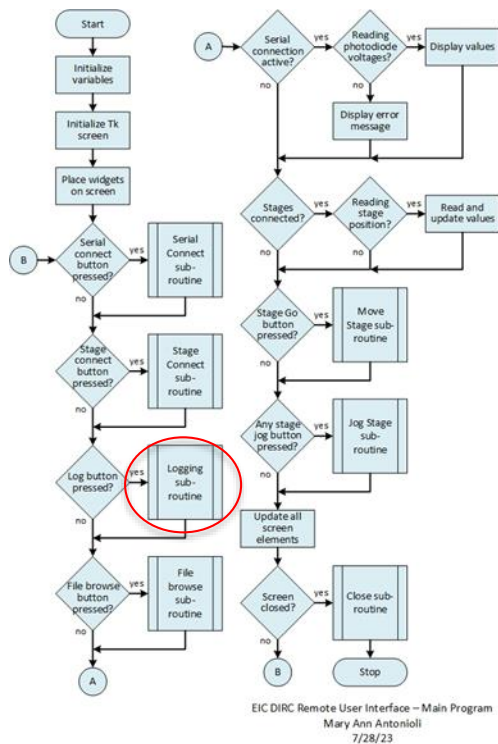 Start
Initialize
variables
Initialize Tk
screen
Place widgets
on screen
B
Serial
connect
button
pressed?
yes
Serial
Connect
sub-
routine
no
Stage
connect
button
pressed?
yes
Stage
Connect
sub-
routine
no
Log button
pressed?
yes
Logging
sub-
routine
no
File browse
button
pressed?
yes
File
browse
sub-
routine
no
A
A
Serial
connection
active?
yes
Reading
photodiode
voltages?
yes
Display values
no
no
Display error
message
Stages
connected?
yes
Reading
stage
position?
yes
Read and
update values
no
no
Stage Go
button
pressed?
yes
Move
Stage sub-
routine
no
Any stage
jog button
pressed?
yes
Jog Stage
sub-
routine
no
Update all
screen
elements
Screen
closed?
yes
Close sub-
routine
no
B
Stop
EIC DIRC Remote User Interface – Main Program
Mary Ann Antonioli
7/28/23